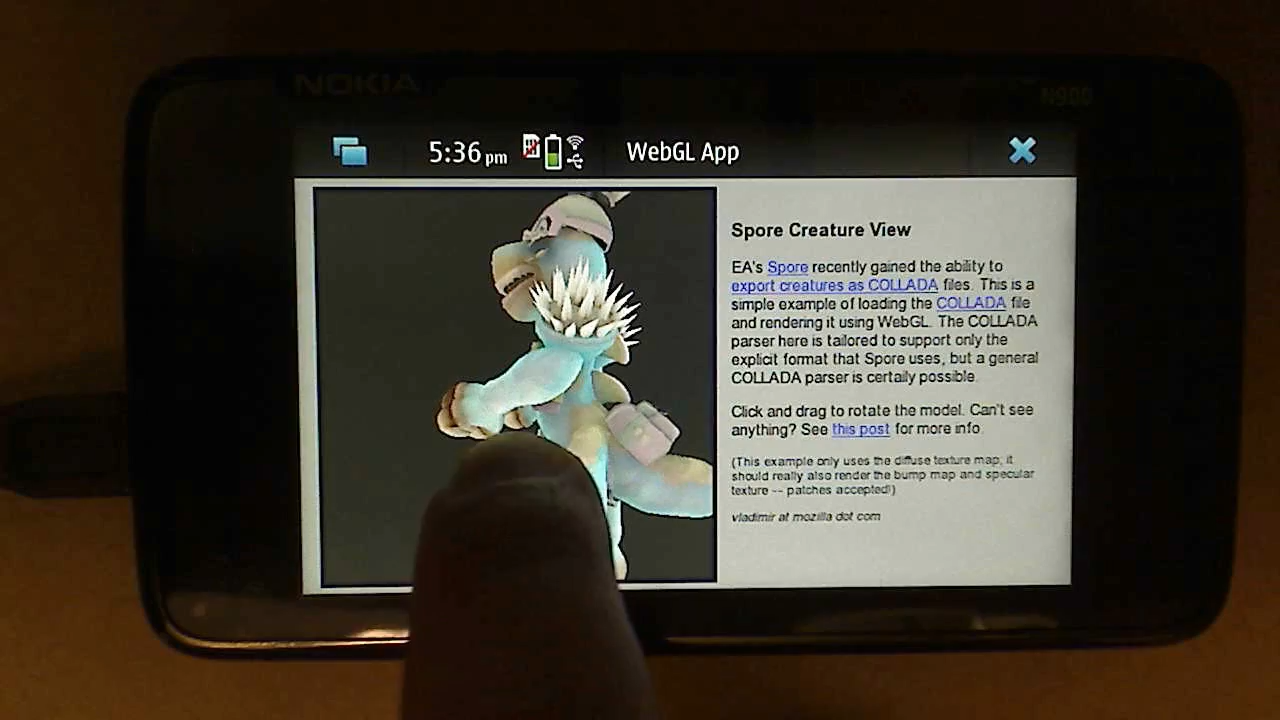 NOKIA
N900
5:36 pm WebGL App
Spore Creature View
EA's Spore recently gained the ability to
export creatures as COLLADA files. This is a
simple example of loading the COLLADA file
and rendering it using WebGL. The COLLADA
parser here is tailored to support only the
explicit format that Spore uses, but a general
COLLADA parser is certaily possible.
Click and drag to rotate the model. Can't see
anything? See this post for more info.
(This example only uses the diffuse texture map; it
should really also render the bump map and specular
texture -- patches accepted!)
vladimir at mozilla dot com